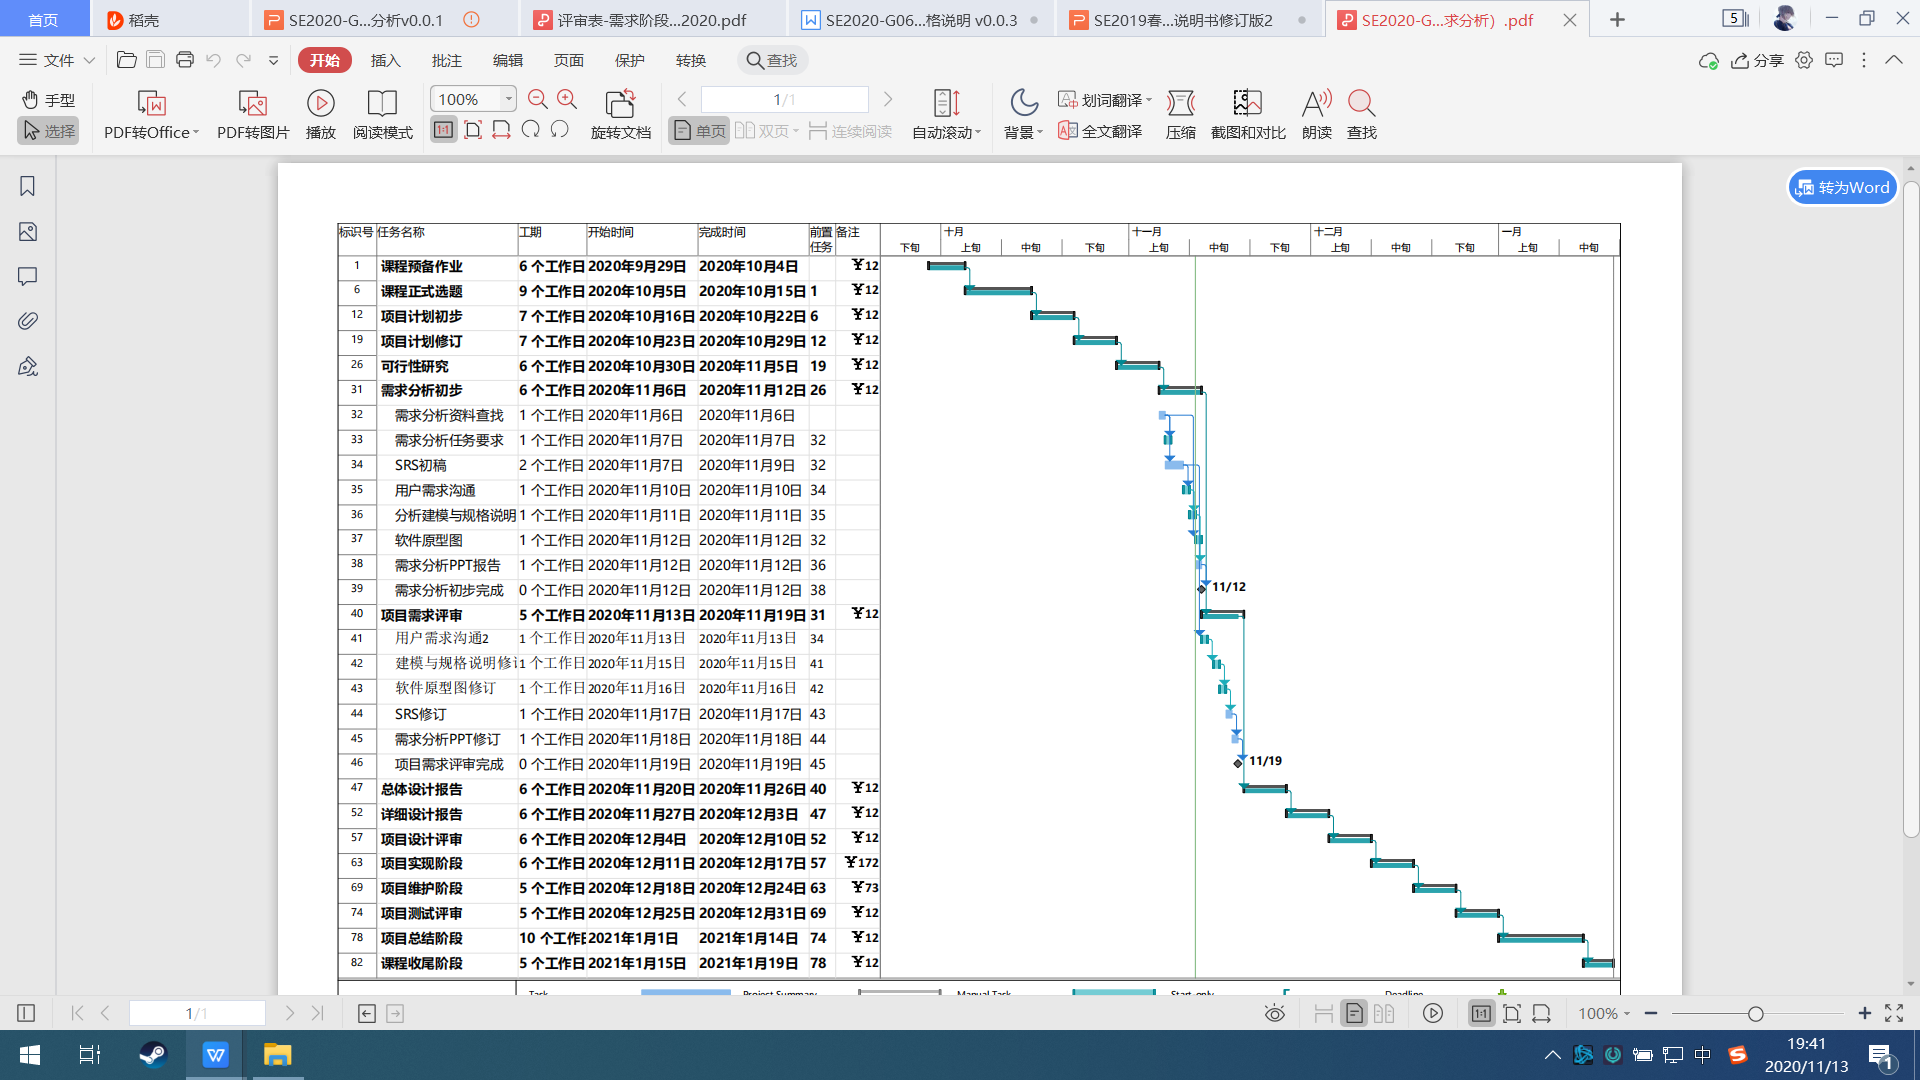 首页
稻壳
SE2020-G...分析v0.0.1
评审表-需求阶段...2020.pdf
SE2020-G06...格说明 v0.0.3
SE2019春...说明书修订版2
SE2020-G...求分析）.pdf
5
文件
开始 插入 批注 编辑 页面 保护 转换 查找
分享
手型
选择
PDF转Office
PDF转图片
播放
阅读模式
100%
旋转文档
1/1
单页 双页 连续阅读
自动滚动
背景
划词翻译
全文翻译
压缩
截图和对比
朗读
查找
转为Word
标识号 任务名称 工期 开始时间 完成时间 前置任务 备注
十月 十一月 十二月 一月
下旬 上旬 中旬 下旬 上旬 中旬 下旬 上旬 中旬 下旬 上旬 中旬
1 课程预备作业 6 个工作日 2020年9月29日 2020年10月4日 ¥12
6 课程正式选题 9 个工作日 2020年10月5日 2020年10月15日 1 ¥12
12 项目计划初步 7 个工作日 2020年10月16日 2020年10月22日 6 ¥12
19 项目计划修订 7 个工作日 2020年10月23日 2020年10月29日 12 ¥12
26 可行性研究 6 个工作日 2020年10月30日 2020年11月5日 19 ¥12
31 需求分析初步 6 个工作日 2020年11月6日 2020年11月12日 26 ¥12
32 需求分析资料查找 1 个工作日 2020年11月6日 2020年11月6日
33 需求分析任务要求 1 个工作日 2020年11月7日 2020年11月7日 32
34 SRS初稿 2 个工作日 2020年11月7日 2020年11月9日 32
35 用户需求沟通 1 个工作日 2020年11月10日 2020年11月10日 34
36 分析建模与规格说明 1 个工作日 2020年11月11日 2020年11月11日 35
37 软件原型图 1 个工作日 2020年11月12日 2020年11月12日 32
38 需求分析PPT报告 1 个工作日 2020年11月12日 2020年11月12日 36
39 需求分析初步完成 0 个工作日 2020年11月12日 2020年11月12日 38 11/12
40 项目需求评审 5 个工作日 2020年11月13日 2020年11月19日 31 ¥12
41 用户需求沟通2 1 个工作日 2020年11月13日 2020年11月13日 34
42 建模与规格说明修 1 个工作日 2020年11月15日 2020年11月15日 41
43 软件原型图修订 1 个工作日 2020年11月16日 2020年11月16日 42
44 SRS修订 1 个工作日 2020年11月17日 2020年11月17日 43
45 需求分析PPT修订 1 个工作日 2020年11月18日 2020年11月18日 44
46 项目需求评审完成 0 个工作日 2020年11月19日 2020年11月19日 45 11/19
47 总体设计报告 6 个工作日 2020年11月20日 2020年11月26日 40 ¥12
52 详细设计报告 6 个工作日 2020年11月27日 2020年12月3日 47 ¥12
57 项目设计评审 6 个工作日 2020年12月4日 2020年12月10日 52 ¥12
63 项目实现阶段 6 个工作日 2020年12月11日 2020年12月17日 57 ¥172
69 项目维护阶段 5 个工作日 2020年12月18日 2020年12月24日 63 ¥73
74 项目测试评审 5 个工作日 2020年12月25日 2020年12月31日 69 ¥12
78 项目总结阶段 10 个工作 2021年1月1日 2021年1月14日 74 ¥12
82 课程收尾阶段 5 个工作日 2021年1月15日 2021年1月19日 78 ¥12
Task Project Summary Manual Task Start-only Deadline
1/1
1:1
100%
中
19:41
2020/11/13
1